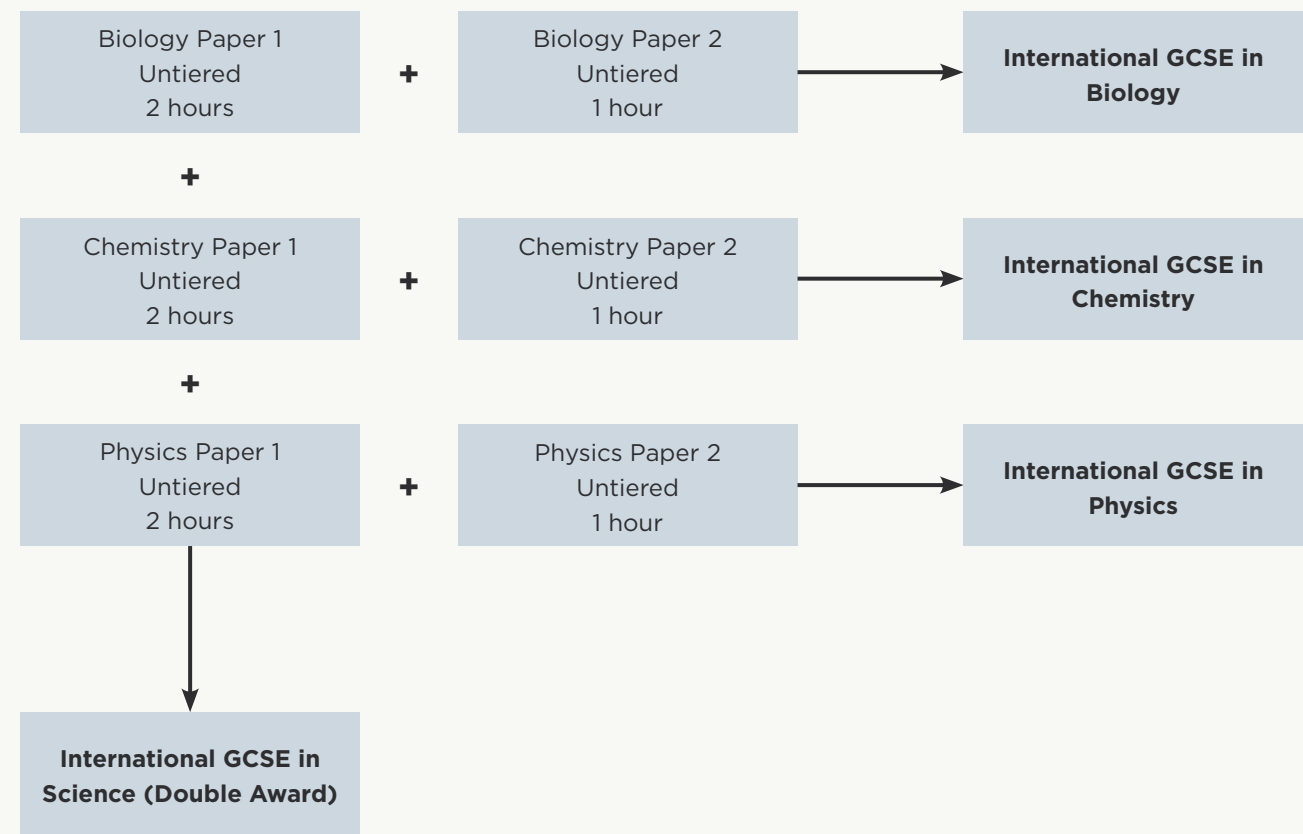 Biology Paper 1
Untiered
2 hours
+
Biology Paper 2
Untiered
1 hour
International GCSE in
Biology
+
Chemistry Paper 1
Untiered
2 hours
+
Chemistry Paper 2
Untiered
1 hour
International GCSE in
Chemistry
+
Physics Paper 1
Untiered
2 hours
+
Physics Paper 2
Untiered
1 hour
International GCSE in
Physics
International GCSE in
Science (Double Award)